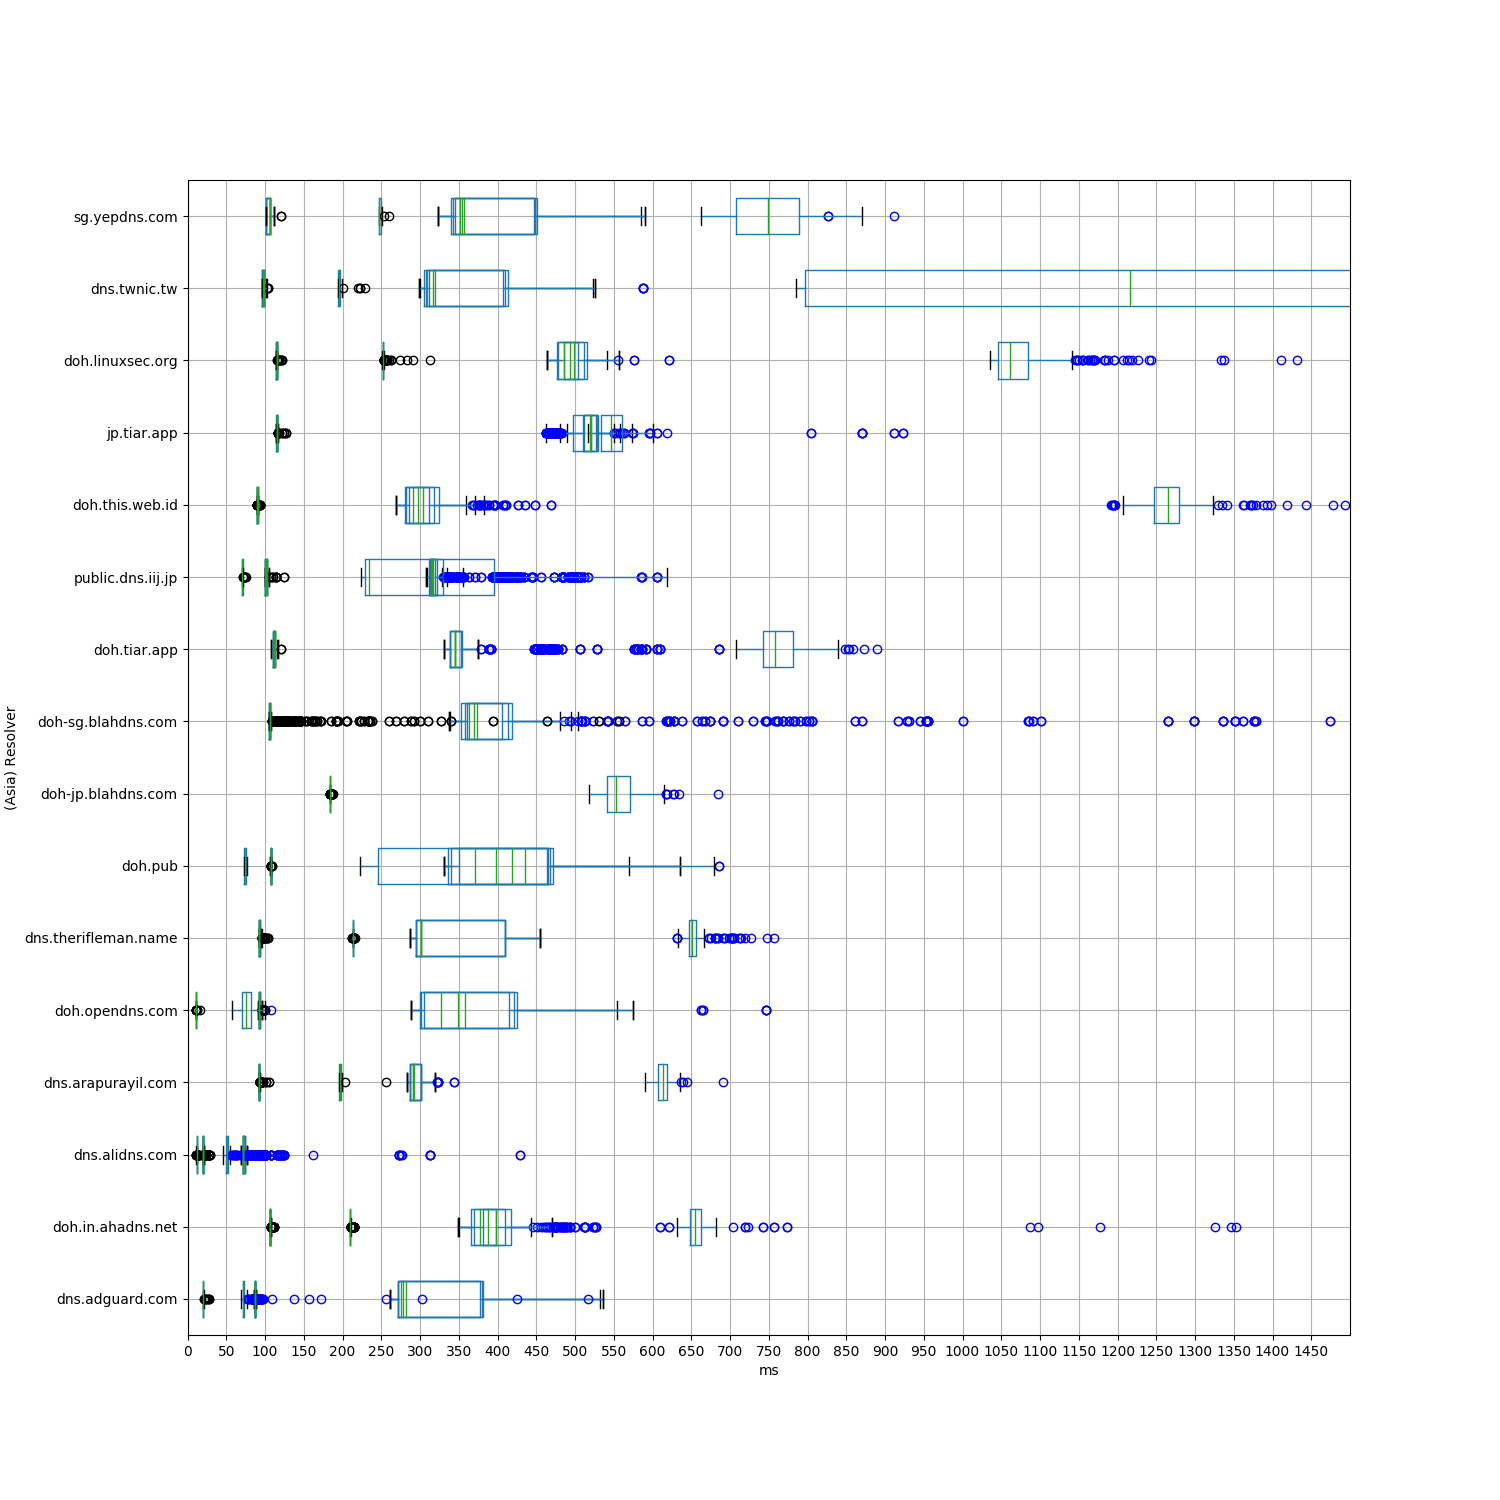 sg.yepdns.com
dns.twnic.tw
doh.linuxsec.org
jp.tiar.app
doh.this.web.id
public.dns.iij.jp
doh.tiar.app
doh-sg.blahdns.com
doh-jp.blahdns.com
doh.pub
dns.therifleman.name
doh.opendns.com
dns.arapurayil.com
dns.alidns.com
doh.in.ahadns.net
dns.adguard.com
(Asia) Resolver
0 50 100 150 200 250 300 350 400 450 500 550 600 650 700 750 800 850 900 950 1000 1050 1100 1150 1200 1250 1300 1350 1400 1450
ms